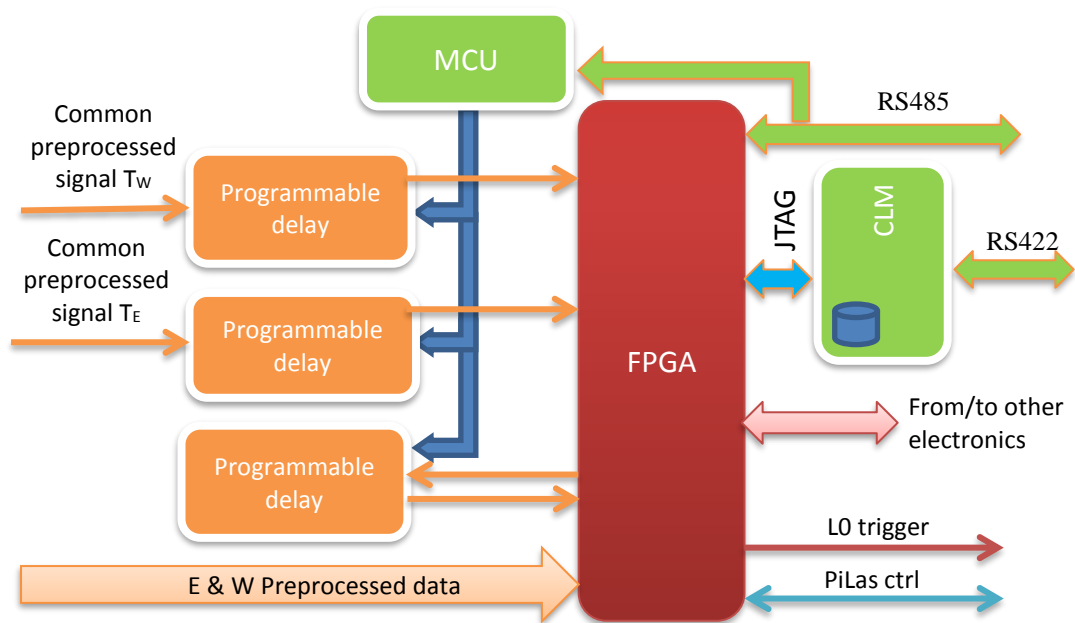 MCU
RS485
Common
preprocessed
signal TW
Programmable
delay
JTAG
CLM
RS422
Common
preprocessed
signal TE
Programmable
delay
FPGA
From/to other
electronics
Programmable
delay
L0 trigger
E & W Preprocessed data
PiLas ctrl